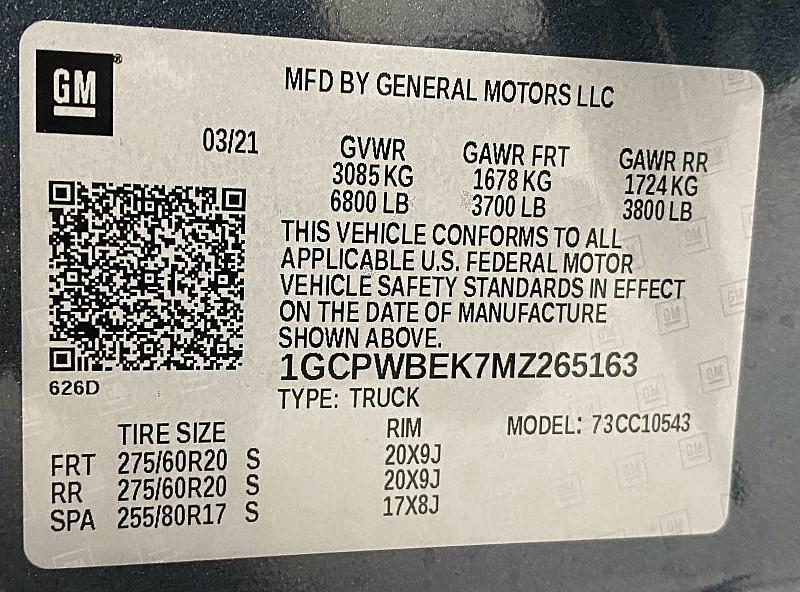 GM®
MFD BY GENERAL MOTORS LLC
03/21
GVWR GAWR FRT GAWR RR
3085 KG 1678 KG 1724 KG
6800 LB 3700 LB 3800 LB
THIS VEHICLE CONFORMS TO ALL
APPLICABLE U.S. FEDERAL MOTOR
VEHICLE SAFETY STANDARDS IN EFFECT
ON THE DATE OF MANUFACTURE
SHOWN ABOVE.
1GCPWBEK7MZ265163
626D
TYPE: TRUCK
TIRE SIZE RIM MODEL: 73CC10543
FRT 275/60R20 S 20X9J
RR 275/60R20 S 20X9J
SPA 255/80R17 S 17X8J